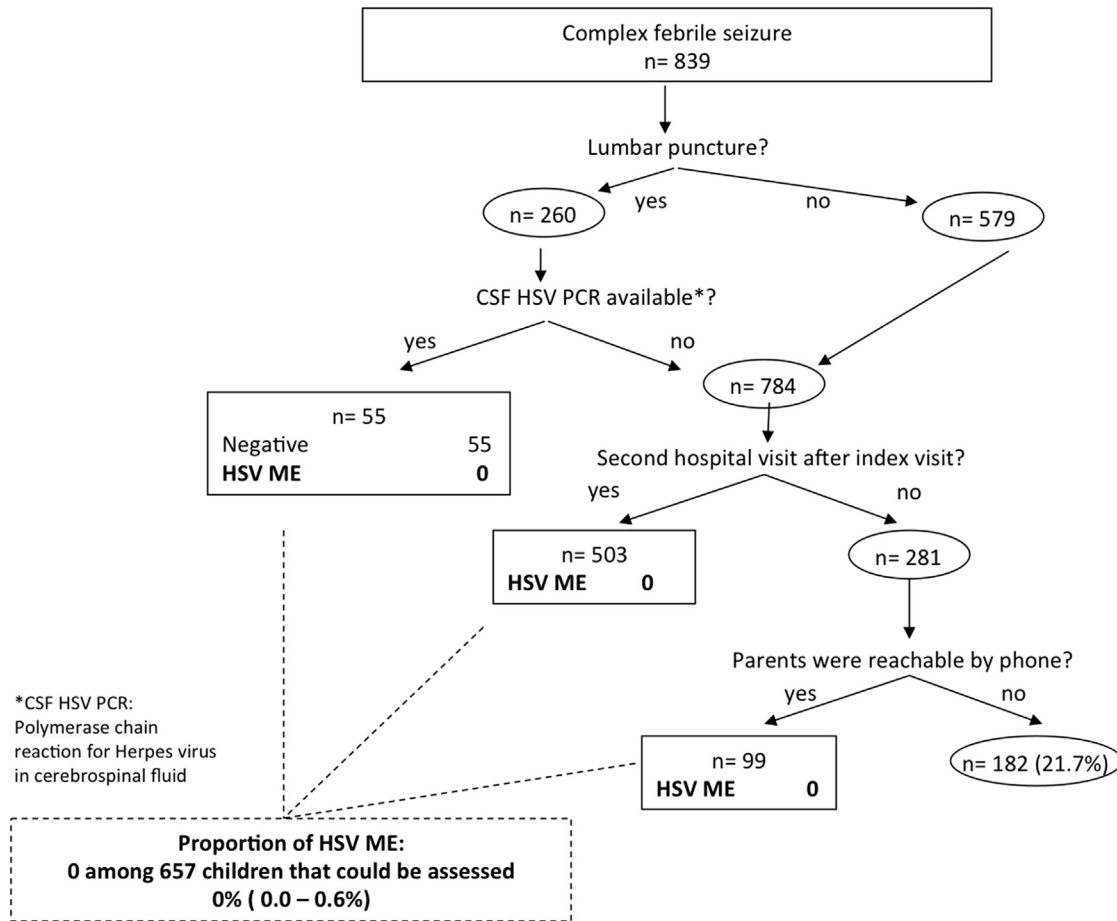 Complex febrile seizure
n= 839
Lumbar puncture?
yes
no
n= 260
n= 579
CSF HSV PCR available*?
yes
no
n= 784
n= 55
Negative 55
HSV ME 0
Second hospital visit after index visit?
yes
no
n= 503
HSV ME 0
n= 281
Parents were reachable by phone?
yes
no
n= 99
HSV ME 0
n= 182 (21.7%)
*CSF HSV PCR:
Polymerase chain
reaction for Herpes virus
in cerebrospinal fluid
Proportion of HSV ME:
0 among 657 children that could be assessed
0% ( 0.0 – 0.6%)